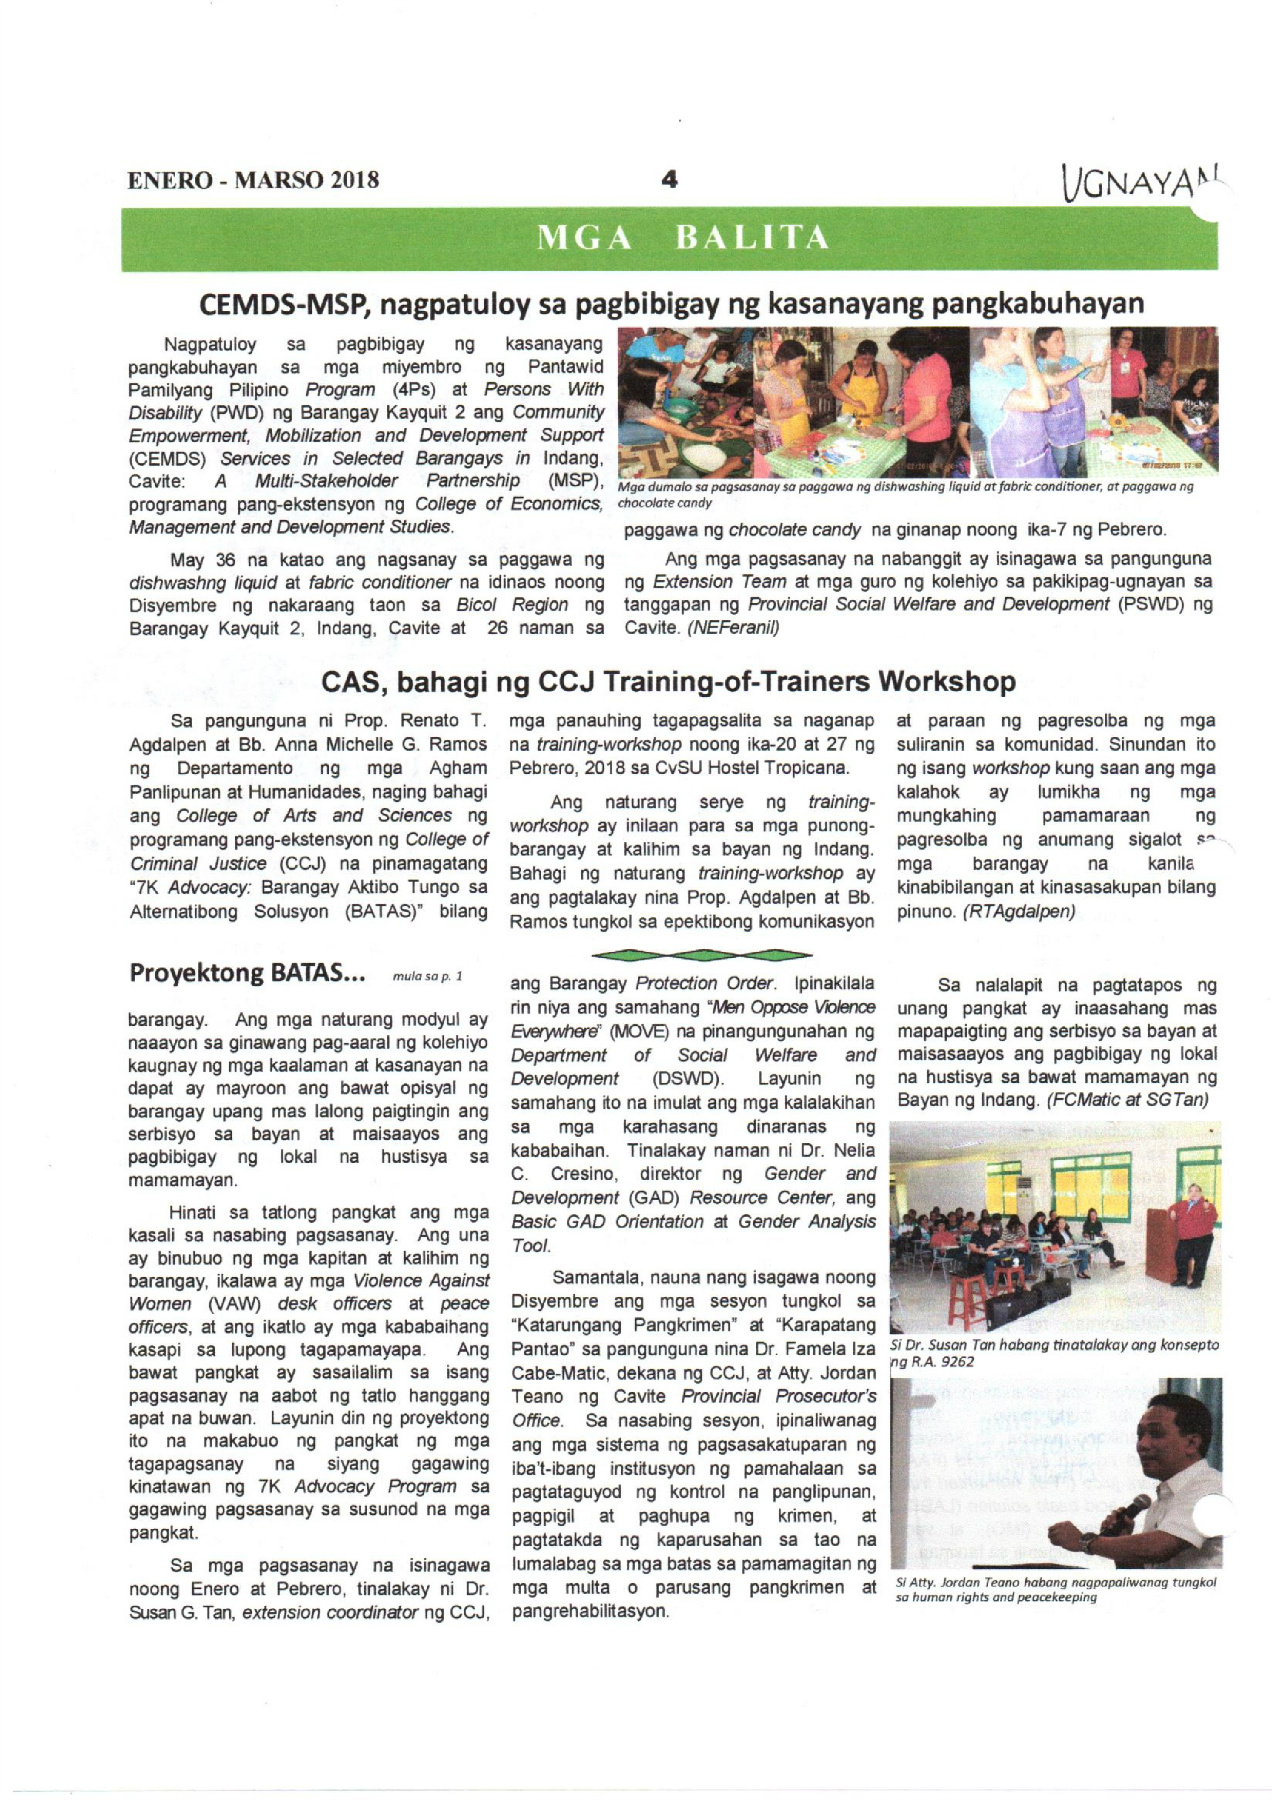 ENERO - MARSO 2018
4
UGNAYAN
MGA BALITA
CEMDS-MSP, nagpatuloy sa pagbibigay ng kasanayang pangkabuhayan
Nagpatuloy sa pagbibigay ng kasanayang
pangkabuhayan sa mga miyembro ng Pantawid
Pamilyang Pilipino Program (4Ps) at Persons With
Disability (PWD) ng Barangay Kayquit 2 ang Community
Empowerment, Mobilization and Development Support
(CEMDS) Services in Selected Barangays in Indang,
Cavite: A Multi-Stakeholder Partnership (MSP),
programang pang-ekstensyon ng College of Economics,
Management and Development Studies.
May 36 na katao ang nagsanay sa paggawa ng
dishwashng liquid at fabric conditioner na idinaos noong
Disyembre ng nakaraang taon sa Bicol Region ng
Barangay Kayquit 2, Indang, Cavite at 26 naman sa
Mga dumalo sa pagsasanay sa paggawa ng dishwashing liquid at fabric conditioner, at paggawa ng
chocolate candy
paggawa ng chocolate candy na ginanap noong ika-7 ng Pebrero.
Ang mga pagsasanay na nabanggit ay isinagawa sa pangunguna
ng Extension Team at mga guro ng kolehiyo sa pakikipag-ugnayan sa
tanggapan ng Provincial Social Welfare and Development (PSWD) ng
Cavite. (NEFeranil)
CAS, bahagi ng CCJ Training-of-Trainers Workshop
Sa pangunguna ni Prop. Renato T.
Agdalpen at Bb. Anna Michelle G. Ramos
ng Departamento ng mga Agham
Panlipunan at Humanidades, naging bahagi
ang College of Arts and Sciences ng
programang pang-ekstensyon ng College of
Criminal Justice (CCJ) na pinamagatang
“7K Advocacy: Barangay Aktibo Tungo sa
Alternatibong Solusyon (BATAS)” bilang
mga panauhing tagapagsalita sa naganap
na training-workshop noong ika-20 at 27 ng
Pebrero, 2018 sa CvSU Hostel Tropicana.
Ang naturang serye ng training-
workshop ay inilaan para sa mga punong-
barangay at kalihim sa bayan ng Indang.
Bahagi ng naturang training-workshop ay
ang pagtalakay nina Prop. Agdalpen at Bb.
Ramos tungkol sa epektibong komunikasyon
at paraan ng pagresolba ng mga
suliranin sa komunidad. Sinundan ito
ng isang workshop kung saan ang mga
kalahok ay lumikha ng mga
mungkahing pamamaraan ng
pagresolba ng anumang sigalot sa
mga barangay na kanila
kinabibilangan at kinasasakupan bilang
pinuno. (RTAgdalpen)
Proyektong BATAS... mula sa p. 1
barangay. Ang mga naturang modyul ay
naaayon sa ginawang pag-aaral ng kolehiyo
kaugnay ng mga kaalaman at kasanayan na
dapat ay mayroon ang bawat opisyal ng
barangay upang mas lalong paigtingin ang
serbisyo sa bayan at maisaayos ang
pagbibigay ng lokal na hustisya sa
mamamayan.
Hinati sa tatlong pangkat ang mga
kasali sa nasabing pagsasanay. Ang una
ay binubuo ng mga kapitan at kalihim ng
barangay, ikalawa ay mga Violence Against
Women (VAW) desk officers at peace
officers, at ang ikatlo ay mga kababaihang
kasapi sa lupong tagapamayapa. Ang
bawat pangkat ay sasailalim sa isang
pagsasanay na aabot ng tatlo hanggang
apat na buwan. Layunin din ng proyektong
ito na makabuo ng pangkat ng mga
tagapagsanay na siyang gagawing
kinatawan ng 7K Advocacy Program sa
gagawing pagsasanay sa susunod na mga
pangkat.
Sa mga pagsasanay na isinagawa
noong Enero at Pebrero, tinalakay ni Dr.
Susan G. Tan, extension coordinator ng CCJ,
ang Barangay Protection Order. Ipinakilala
rin niya ang samahang “Men Oppose Violence
Everywhere” (MOVE) na pinangungunahan ng
Department of Social Welfare and
Development (DSWD). Layunin ng
samahang ito na imulat ang mga kalalakihan
sa mga karahasang dinaranas ng
kababaihan. Tinalakay naman ni Dr. Nelia
C. Cresino, direktor ng Gender and
Development (GAD) Resource Center, ang
Basic GAD Orientation at Gender Analysis
Tool.
Samantala, nauna nang isagawa noong
Disyembre ang mga sesyon tungkol sa
“Katarungang Pangkrimen” at “Karapatang
Pantao” sa pangunguna nina Dr. Famela Iza
Cabe-Matic, dekana ng CCJ, at Atty. Jordan
Teano ng Cavite Provincial Prosecutor’s
Office. Sa nasabing sesyon, ipinaliwanag
ang mga sistema ng pagsasakatuparan ng
iba’t-ibang institusyon ng pamahalaan sa
pagtataguyod ng kontrol na panglipunan,
pagpigil at paghupa ng krimen, at
pagtatakda ng kaparusahan sa tao na
lumalabag sa mga batas sa pamamagitan ng
mga multa o parusang pangkrimen at
pangrehabilitasyon.
Sa nalalapit na pagtatapos ng
unang pangkat ay inaasahang mas
mapapaigting ang serbisyo sa bayan at
maisasaayos ang pagbibigay ng lokal
na hustisya sa bawat mamamayan ng
Bayan ng Indang. (FCMatic at SGTan)
Si Dr. Susan Tan habang tinatalakay ang konsepto
ng R.A. 9262
Si Atty. Jordan Teano habang nagpapaliwanag tungkol
sa human rights and peacekeeping